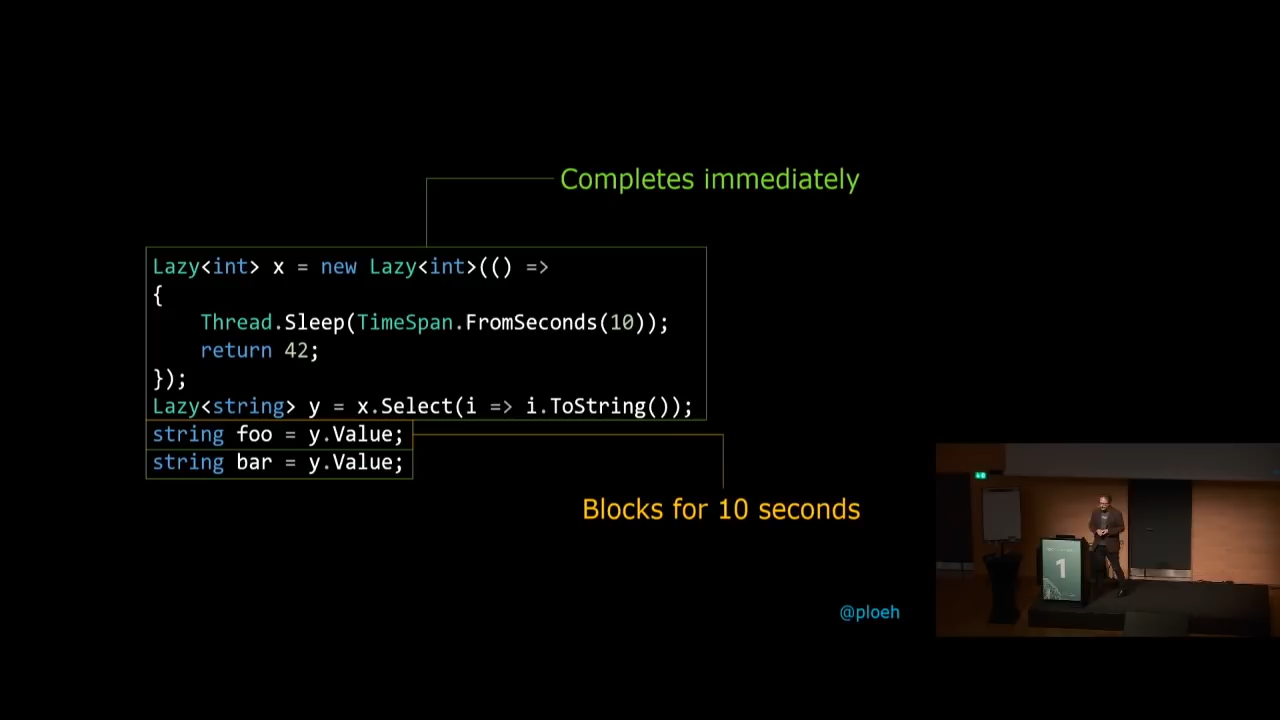 Completes immediately
Lazy<int> x = new Lazy<int>(() =>
{
    Thread.Sleep(TimeSpan.FromSeconds(10));
    return 42;
});
Lazy<string> y = x.Select(i => i.ToString());
string foo = y.Value;
string bar = y.Value;
Blocks for 10 seconds
1
@ploeh